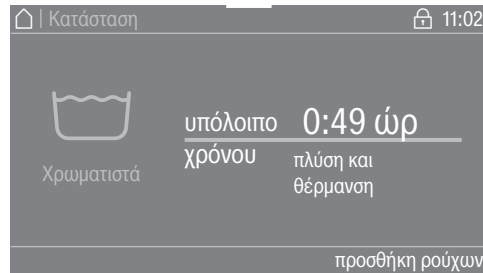 | Κατάσταση 11:02
υπόλοιπο 0:49 ώρ
χρόνου πλύση και
θέρμανση
Χρωματιστά
προσθήκη ρούχων